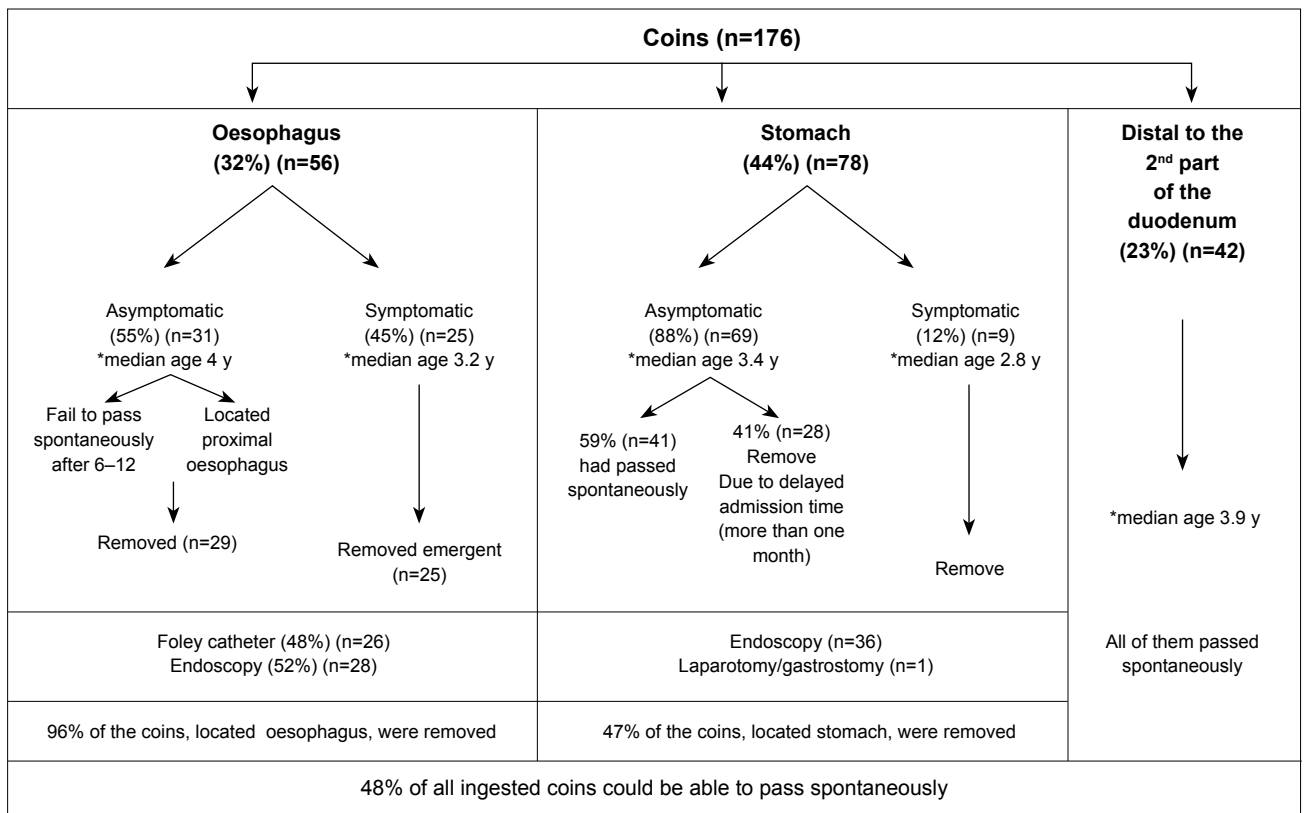 Coins (n=176)
Oesophagus
(32%) (n=56)
Asymptomatic
(55%) (n=31)
*median age 4 y
Symptomatic
(45%) (n=25)
*median age 3.2 y
Fail to pass
spontaneously
after 6–12
Located
proximal
oesophagus
Removed (n=29)
Removed emergent
(n=25)
Foley catheter (48%) (n=26)
Endoscopy (52%) (n=28)
96% of the coins, located oesophagus, were removed
Stomach
(44%) (n=78)
Asymptomatic
(88%) (n=69)
*median age 3.4 y
Symptomatic
(12%) (n=9)
*median age 2.8 y
59% (n=41)
had passed
spontaneously
41% (n=28)
Remove
Due to delayed
admission time
(more than one
month)
Remove
Endoscopy (n=36)
Laparotomy/gastrostomy (n=1)
47% of the coins, located stomach, were removed
Distal to the
2nd part
of the
duodenum
(23%) (n=42)
*median age 3.9 y
All of them passed
spontaneously
48% of all ingested coins could be able to pass spontaneously